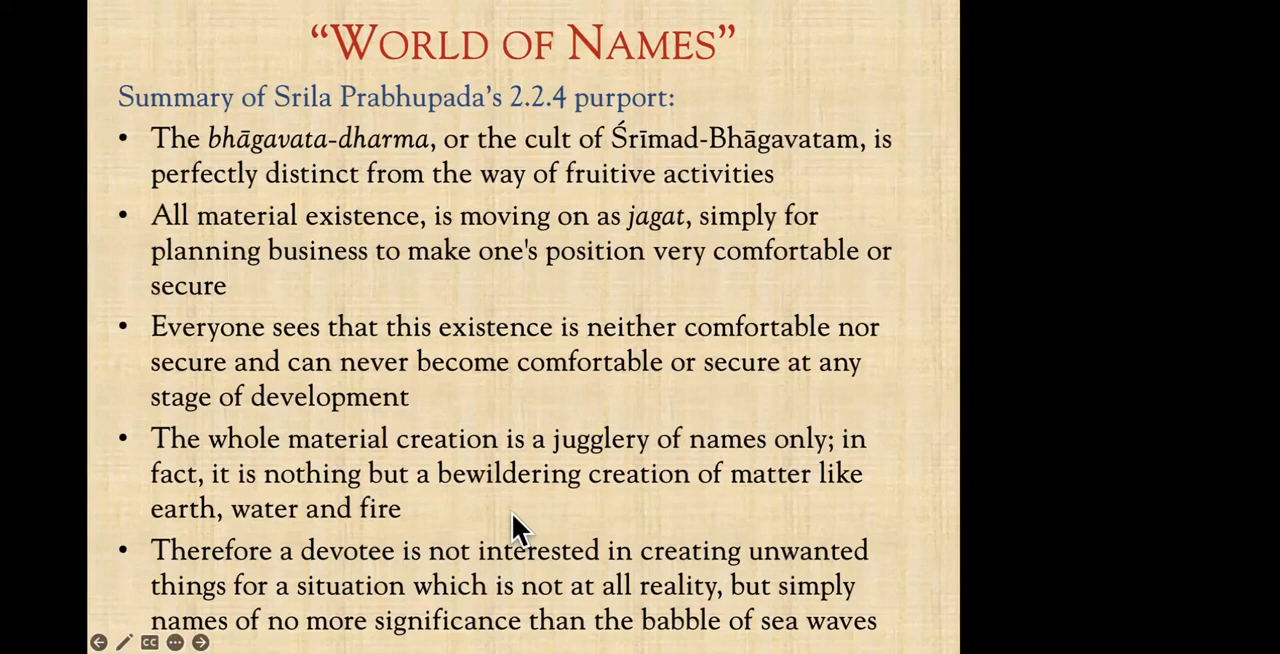 “World of Names”
Summary of Srila Prabhupada’s 2.2.4 purport:
• The bhāgavata-dharma, or the cult of Śrīmad-Bhāgavatam, is
perfectly distinct from the way of fruitive activities
• All material existence, is moving on as jagat, simply for
planning business to make one's position very comfortable or
secure
• Everyone sees that this existence is neither comfortable nor
secure and can never become comfortable or secure at any
stage of development
• The whole material creation is a jugglery of names only; in
fact, it is nothing but a bewildering creation of matter like
earth, water and fire
• Therefore a devotee is not interested in creating unwanted
things for a situation which is not at all reality, but simply
names of no more significance than the babble of sea waves
CC